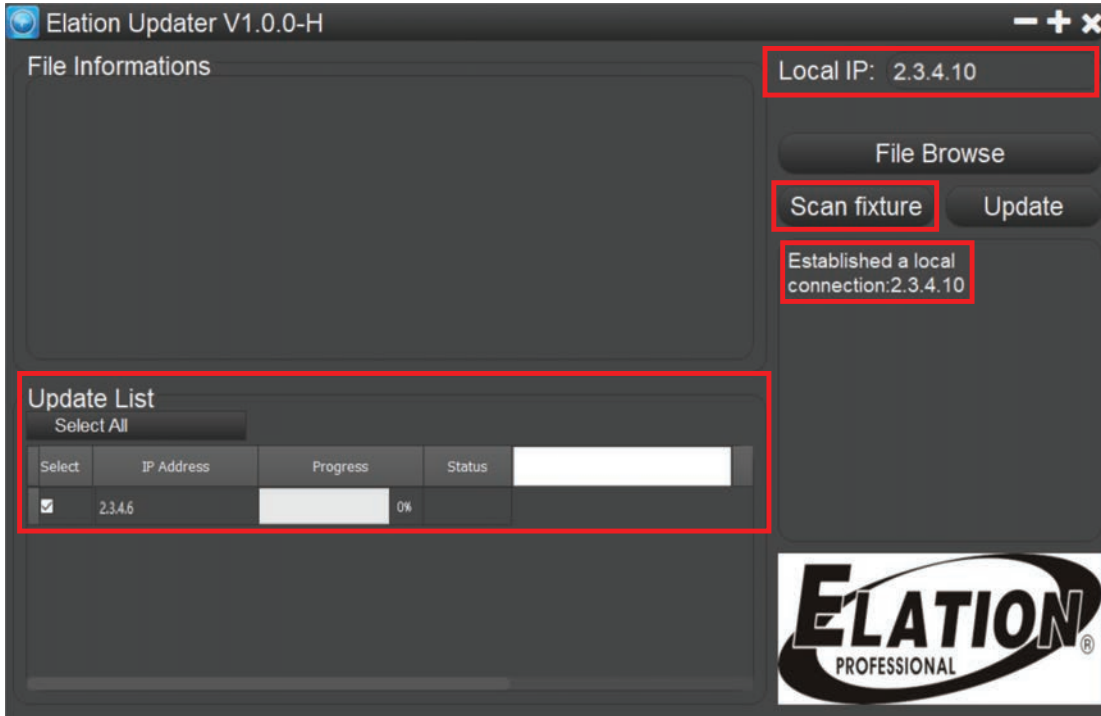 Elation Updater V1.0.0-H
File Informations
Local IP: 2.3.4.10
File Browse
Scan fixture
Update
Established a local
connection:2.3.4.10
Update List
Select All
Select IP Address Progress Status
2.3.4.6 0%
ELATION ®
PROFESSIONAL